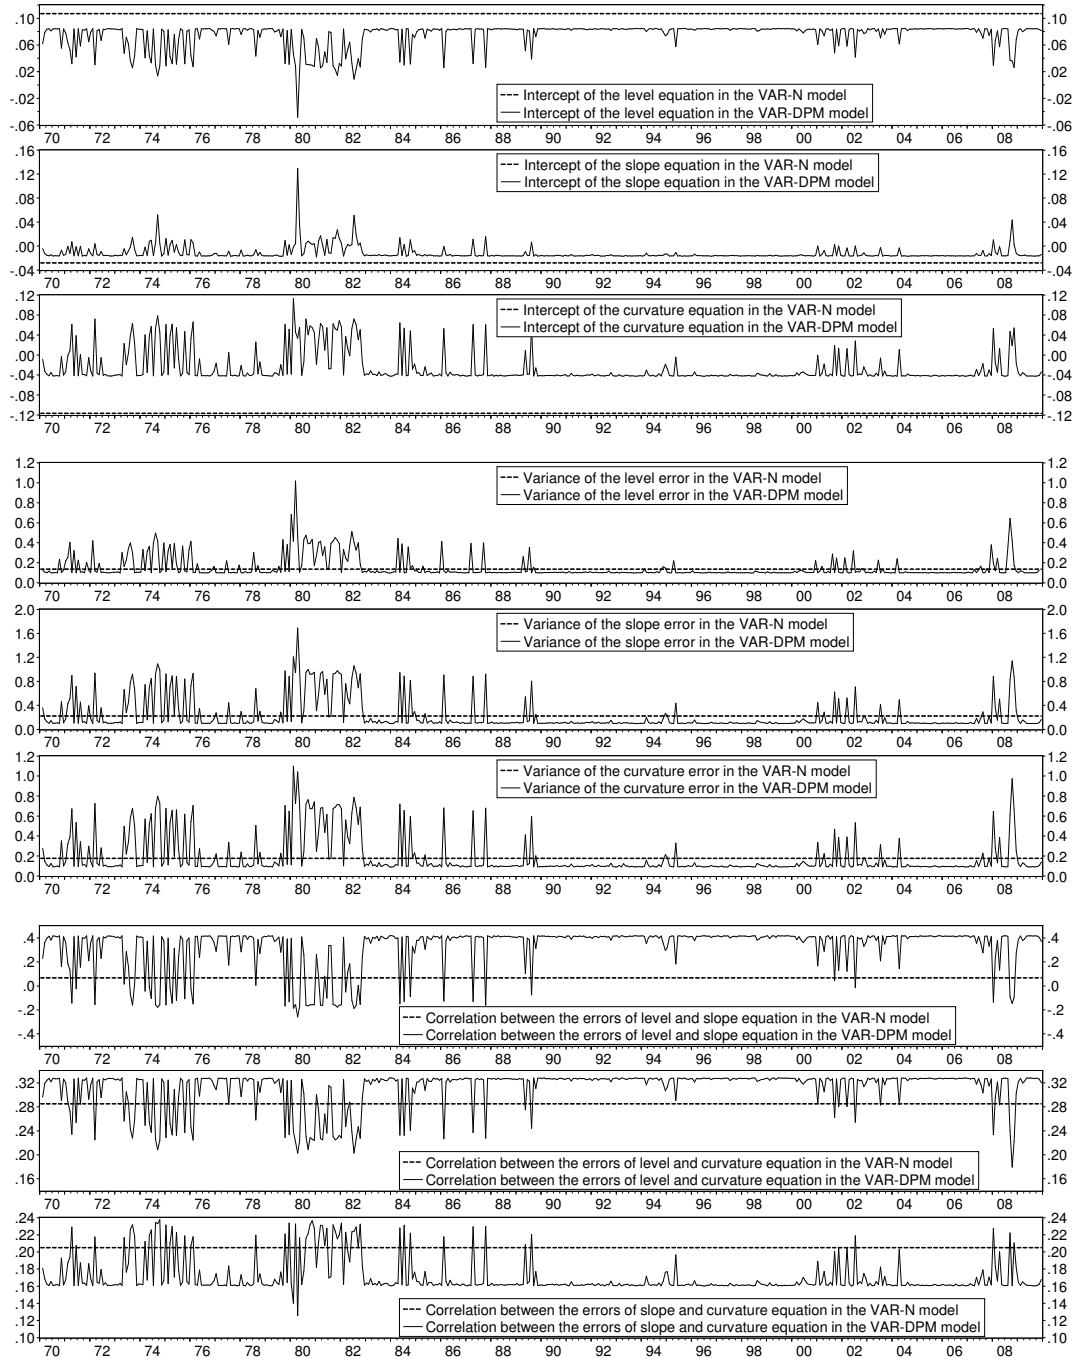 .10 .10
.06 .06
.02 .02
-.02 -.02
-.06 -.06
Intercept of the level equation in the VAR-N model
Intercept of the level equation in the VAR-DPM model
70 72 74 76 78 80 82 84 86 88 90 92 94 96 98 00 02 04 06 08
.16 .16
.12 .12
.08 .08
.04 .04
.00 .00
-.04 -.04
Intercept of the slope equation in the VAR-N model
Intercept of the slope equation in the VAR-DPM model
70 72 74 76 78 80 82 84 86 88 90 92 94 96 98 00 02 04 06 08
.12 .12
.08 .08
.04 .04
.00 .00
-.04 -.04
-.08 -.08
-.12 -.12
Intercept of the curvature equation in the VAR-N model
Intercept of the curvature equation in the VAR-DPM model
70 72 74 76 78 80 82 84 86 88 90 92 94 96 98 00 02 04 06 08
1.2 1.2
1.0 1.0
0.8 0.8
0.6 0.6
0.4 0.4
0.2 0.2
0.0 0.0
Variance of the level error in the VAR-N model
Variance of the level error in the VAR-DPM model
70 72 74 76 78 80 82 84 86 88 90 92 94 96 98 00 02 04 06 08
2.0 2.0
1.6 1.6
1.2 1.2
0.8 0.8
0.4 0.4
0.0 0.0
Variance of the slope error in the VAR-N model
Variance of the slope error in the VAR-DPM model
70 72 74 76 78 80 82 84 86 88 90 92 94 96 98 00 02 04 06 08
1.2 1.2
1.0 1.0
0.8 0.8
0.6 0.6
0.4 0.4
0.2 0.2
0.0 0.0
Variance of the curvature error in the VAR-N model
Variance of the curvature error in the VAR-DPM model
70 72 74 76 78 80 82 84 86 88 90 92 94 96 98 00 02 04 06 08
.4 .4
.2 .2
.0 .0
-.2 -.2
-.4 -.4
Correlation between the errors of level and slope equation in the VAR-N model
Correlation between the errors of level and slope equation in the VAR-DPM model
70 72 74 76 78 80 82 84 86 88 90 92 94 96 98 00 02 04 06 08
.32 .32
.28 .28
.24 .24
.20 .20
.16 .16
Correlation between the errors of level and curvature equation in the VAR-N model
Correlation between the errors of level and curvature equation in the VAR-DPM model
70 72 74 76 78 80 82 84 86 88 90 92 94 96 98 00 02 04 06 08
.24 .24
.22 .22
.20 .20
.18 .18
.16 .16
.14 .14
.12 .12
.10 .10
Correlation between the errors of slope and curvature equation in the VAR-N model
Correlation between the errors of slope and curvature equation in the VAR-DPM model
70 72 74 76 78 80 82 84 86 88 90 92 94 96 98 00 02 04 06 08